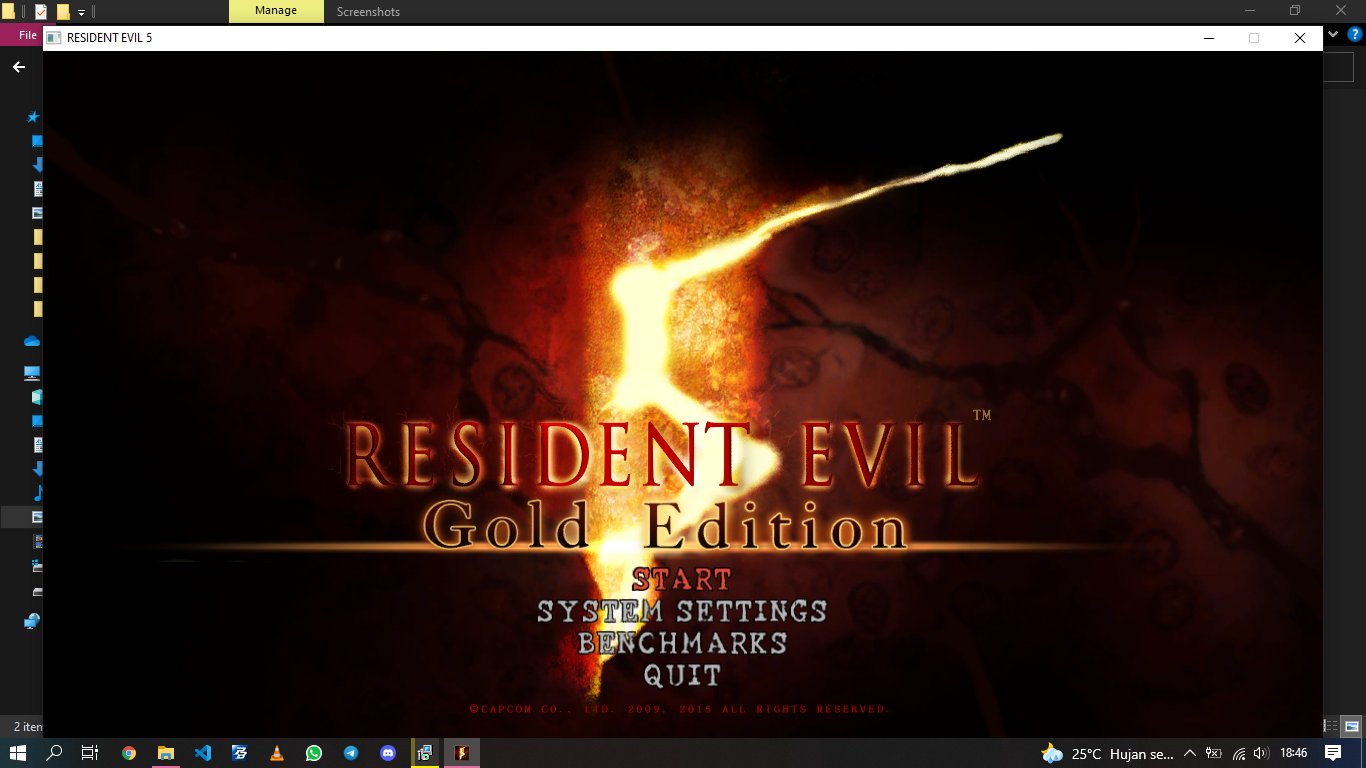 Manage
Screenshots
File
RESIDENT EVIL 5
RESIDENT EVIL™
Gold Edition
START
SYSTEM SETTINGS
BENCHMARKS
QUIT
©CAPCOM CO., LTD. 2009, 2015 ALL RIGHTS RESERVED.
2 item
25°C Hujan se... 18:46